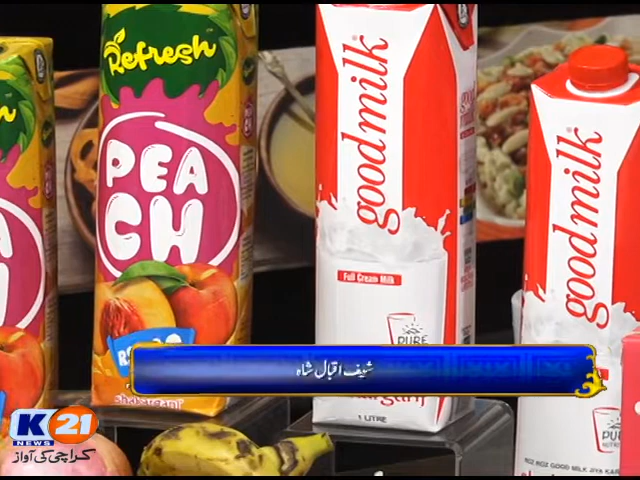 Refresh
PEA
CH
shakarganj
goodmilk
Full Cream Milk
PURE
1 LITRE
goodmilk
شیف اقبال شاہ
K21
NEWS
کراچی کی آواز